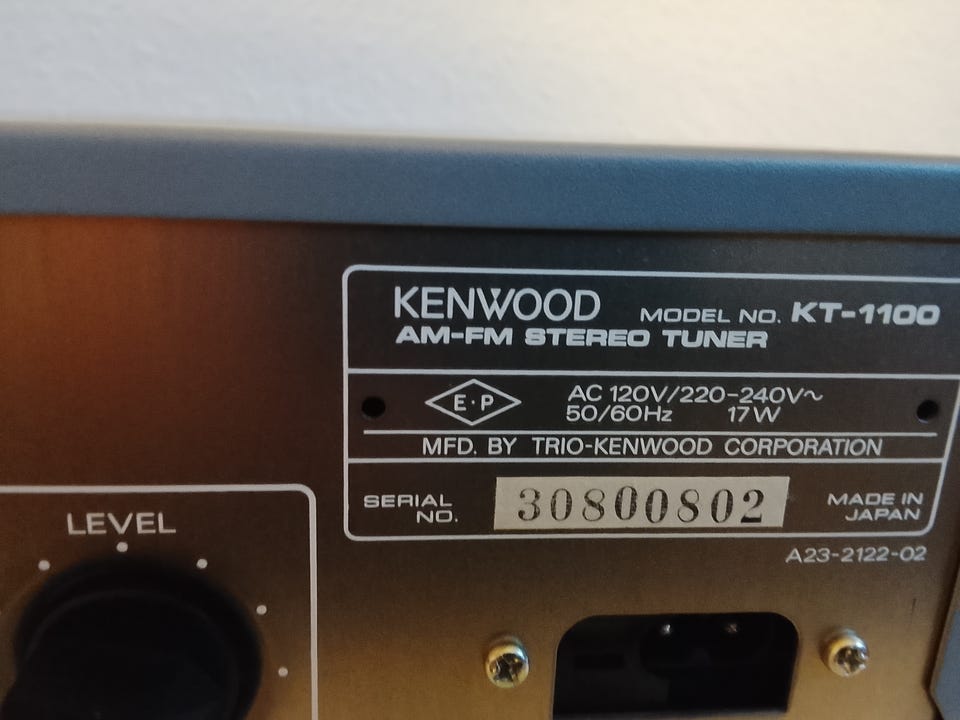 KENWOOD MODEL NO. KT-1100
AM-FM STEREO TUNER
E·P AC 120V/220-240V~
50/60Hz 17W
MFD. BY TRIO-KENWOOD CORPORATION
SERIAL NO. 30800802 MADE IN JAPAN
A23-2122-02
LEVEL